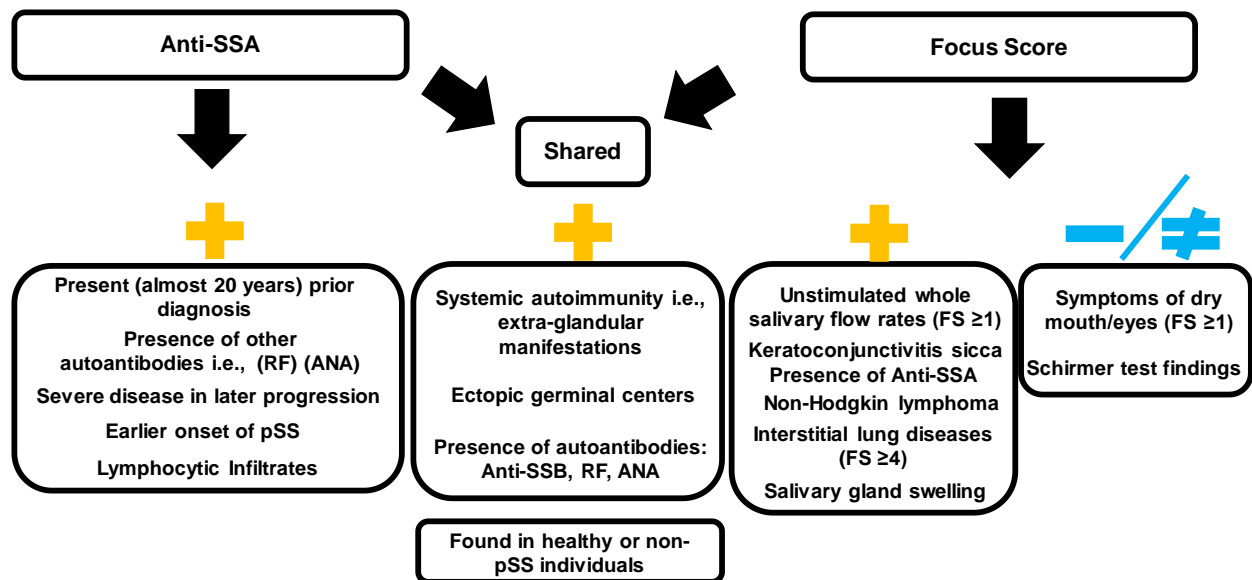 Anti-SSA
Focus Score
Shared
Present (almost 20 years) prior
diagnosis
Presence of other
autoantibodies i.e., (RF) (ANA)
Severe disease in later progression
Earlier onset of pSS
Lymphocytic Infiltrates
Systemic autoimmunity i.e.,
extra-glandular
manifestations
Ectopic germinal centers
Presence of autoantibodies:
Anti-SSB, RF, ANA
Found in healthy or non-
pSS individuals
Unstimulated whole
salivary flow rates (FS ≥1)
Keratoconjunctivitis sicca
Presence of Anti-SSA
Non-Hodgkin lymphoma
Interstitial lung diseases
(FS ≥4)
Salivary gland swelling
Symptoms of dry
mouth/eyes (FS ≥1)
Schirmer test findings